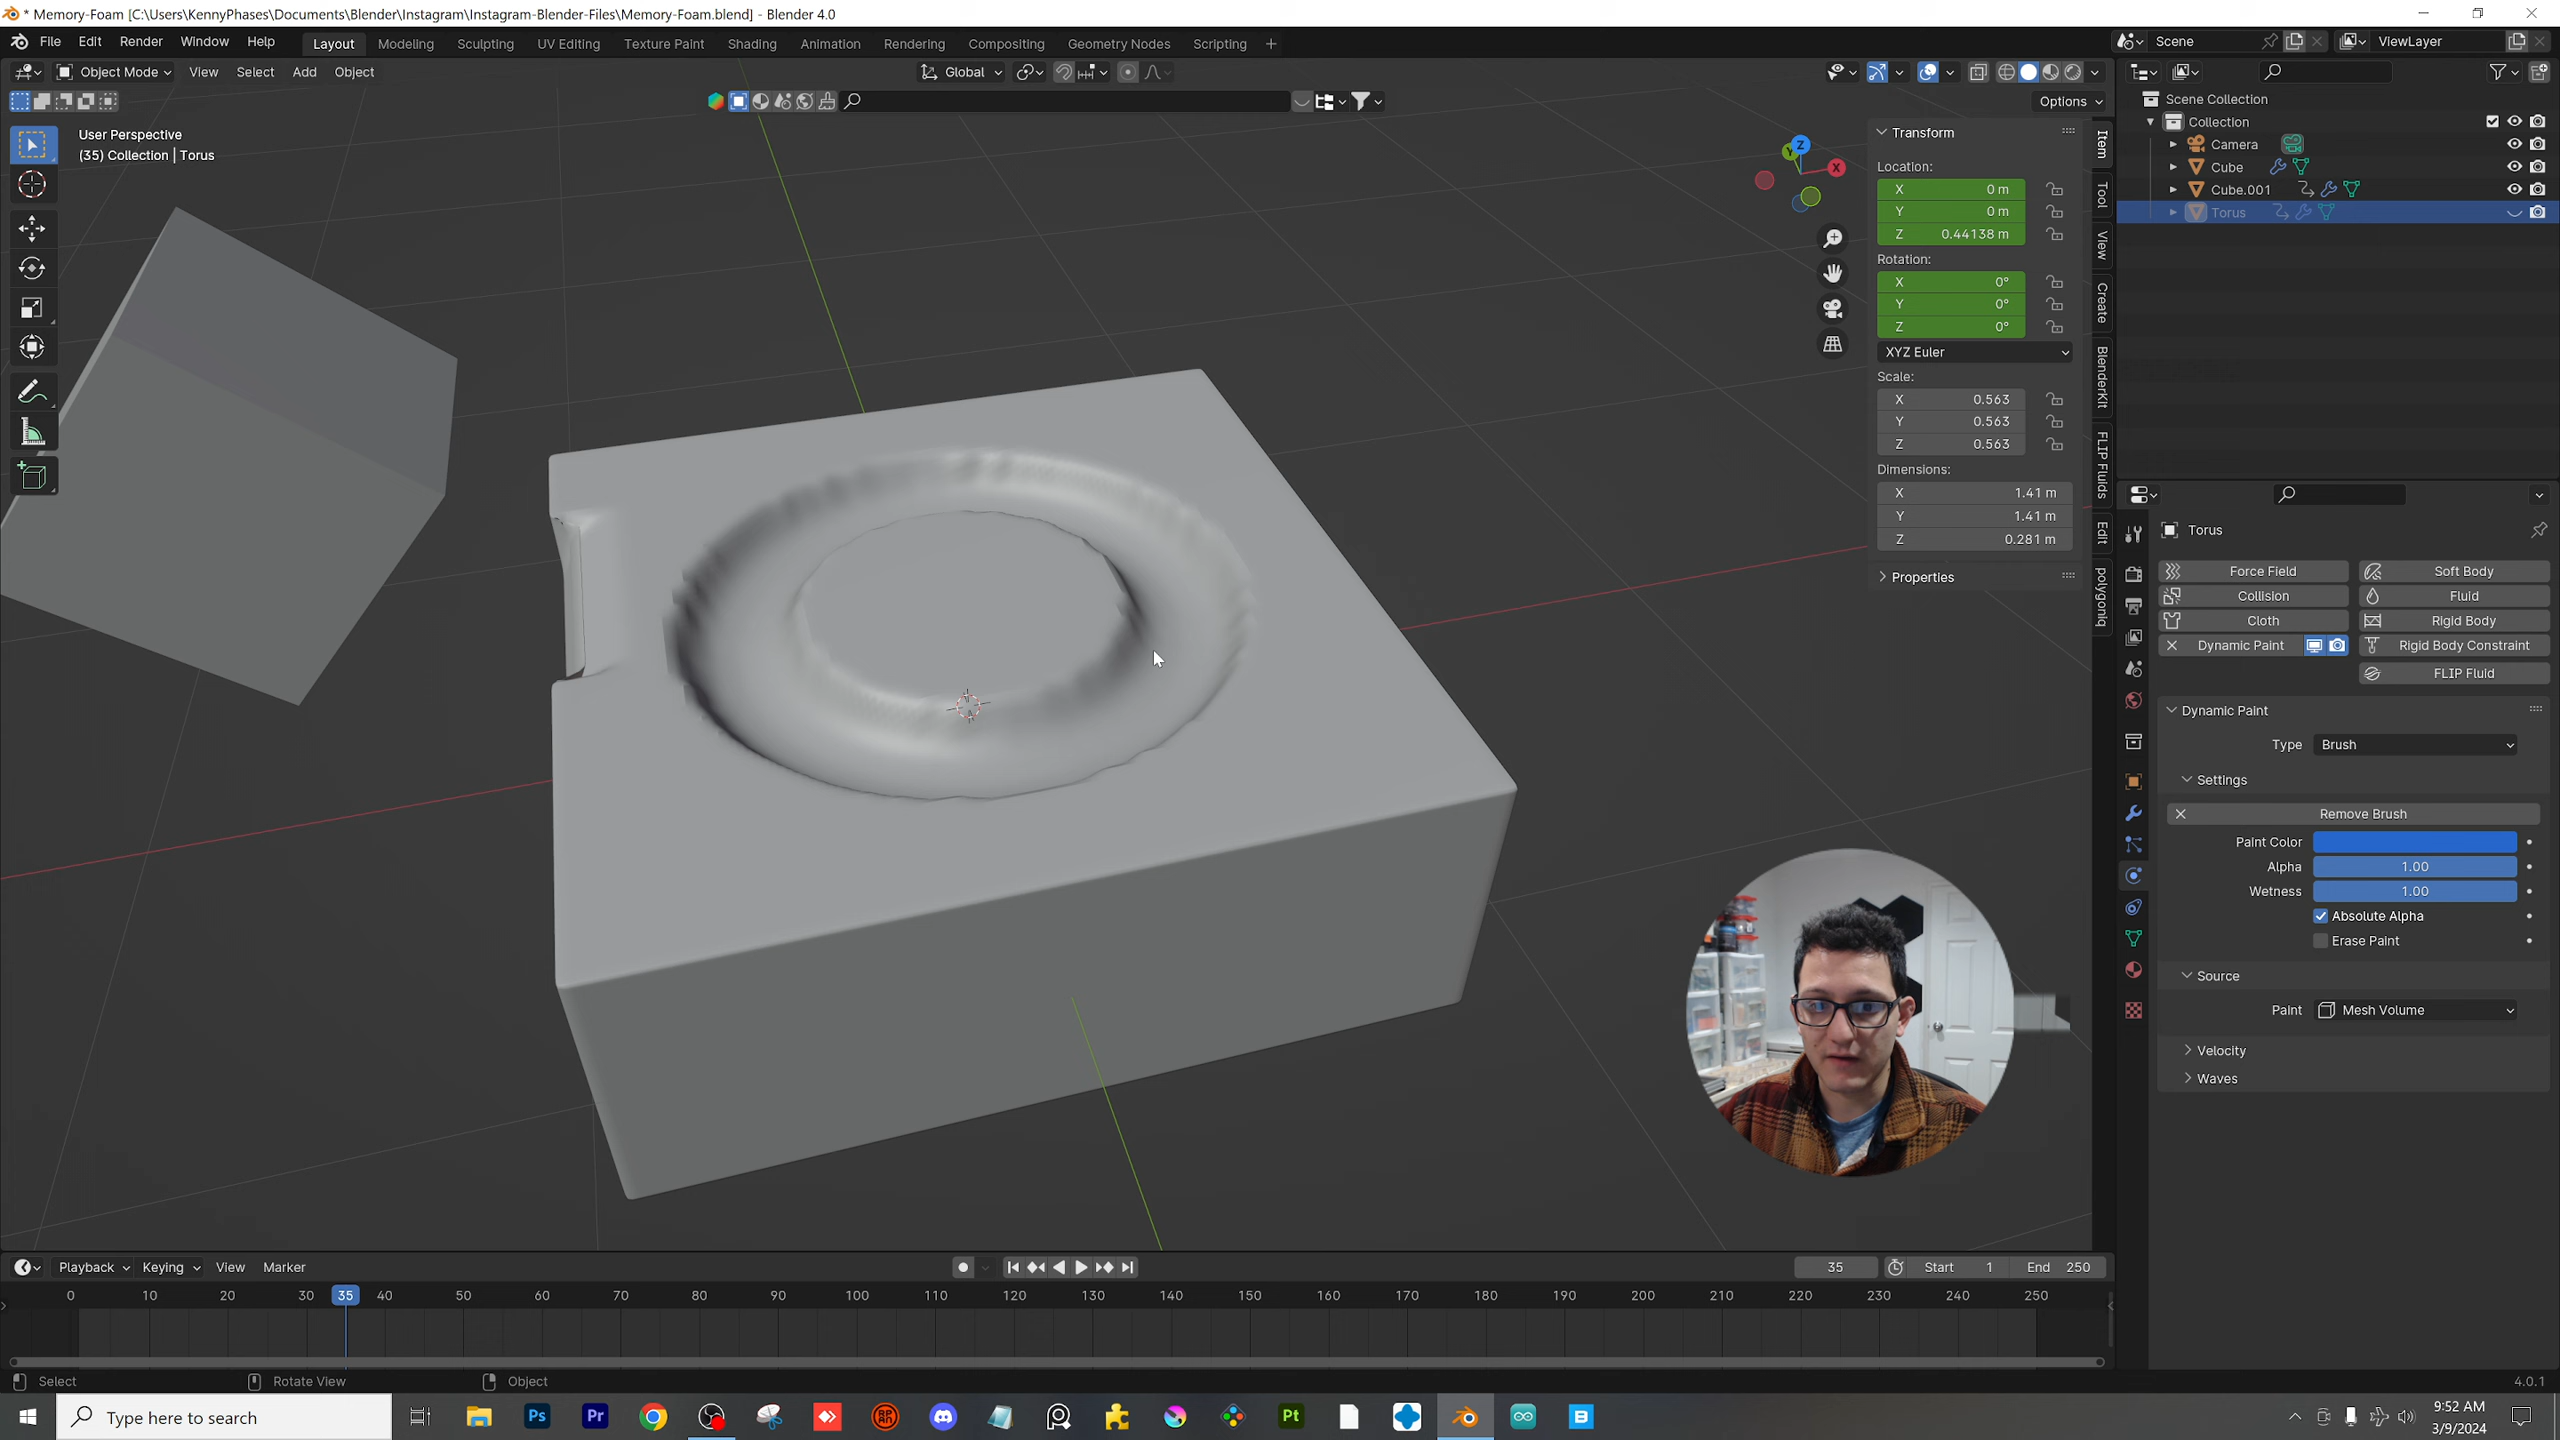 * Memory-Foam [C:\Users\KennyPhases\Documents\Blender\Instagram\Instagram-Blender-Files\Memory-Foam.blend] - Blender 4.0
File Edit Render Window Help Layout Modeling Sculpting UV Editing Texture Paint Shading Animation Rendering Compositing Geometry Nodes Scripting + Scene ViewLayer
Object Mode View Select Add Object Global
Options
User Perspective
(35) Collection | Torus
Z
Y
X
Transform
Location:
X 0 m
Y 0 m
Z 0.44138 m
Rotation:
X 0°
Y 0°
Z 0°
XYZ Euler
Scale:
X 0.563
Y 0.563
Z 0.563
Dimensions:
X 1.41 m
Y 1.41 m
Z 0.281 m
Properties
Item
Tool
View
Create
BlenderKit
FLIP Fluids
Edit
polygoniq
Scene Collection
Collection
Camera
Cube
Cube.001
Torus
Torus
Force Field Soft Body
Collision Fluid
Cloth Rigid Body
Dynamic Paint Rigid Body Constraint
FLIP Fluid
Dynamic Paint
Type Brush
Settings
Remove Brush
Paint Color
Alpha 1.00
Wetness 1.00
Absolute Alpha
Erase Paint
Source
Paint Mesh Volume
Velocity
Waves
Playback Keying View Marker 35 Start 1 End 250
0 10 20 30 35 40 50 60 70 80 90 100 110 120 130 140 150 160 170 180 190 200 210 220 230 240 250
Select Rotate View Object 4.0.1
Type here to search
Ps
Pr
Pt
B
9:52 AM
3/9/2024